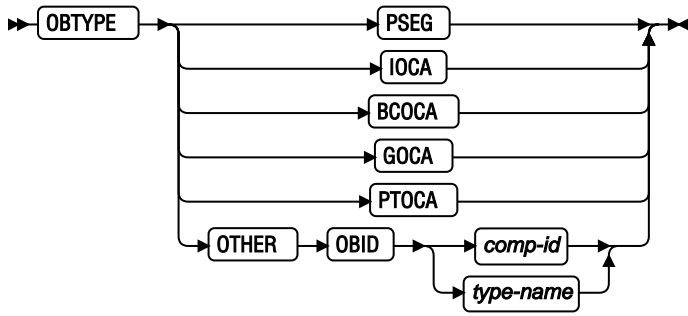 OBTYPE PSEG
IOCA
BCOCA
GOCA
PTOCA
OTHER OBID comp-id
type-name